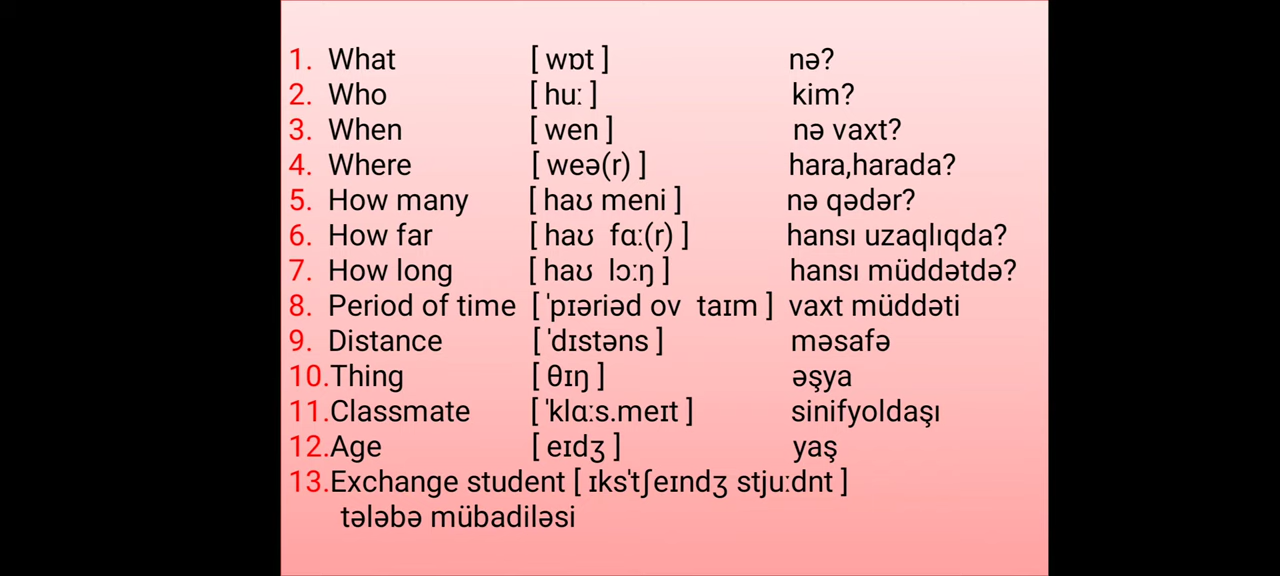 1. What [ wɒt ] nə?
2. Who [ huː ] kim?
3. When [ wen ] nə vaxt?
4. Where [ weə(r) ] hara,harada?
5. How many [ haʊ meni ] nə qədər?
6. How far [ haʊ fɑː(r) ] hansı uzaqlıqda?
7. How long [ haʊ lɔːŋ ] hansı müddətdə?
8. Period of time [ ˈpɪəriəd ov taɪm ] vaxt müddəti
9. Distance [ ˈdɪstəns ] məsafə
10.Thing [ θɪŋ ] əşya
11.Classmate [ ˈklɑːs.meɪt ] sinifyoldaşı
12.Age [ eɪdʒ ] yaş
13.Exchange student [ ɪksˈtʃeɪndʒ stjuːdnt ]
tələbə mübadiləsi